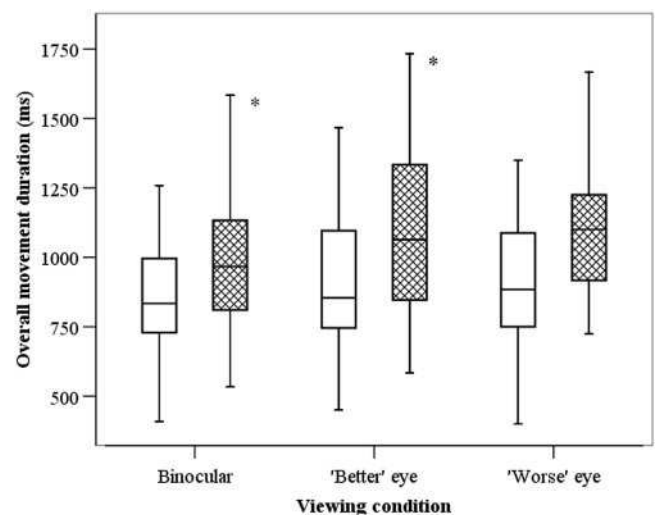 Overall movement duration (ms)
1750
1500
1250
1000
750
500
*
*
Binocular
'Better' eye
'Worse' eye
Viewing condition